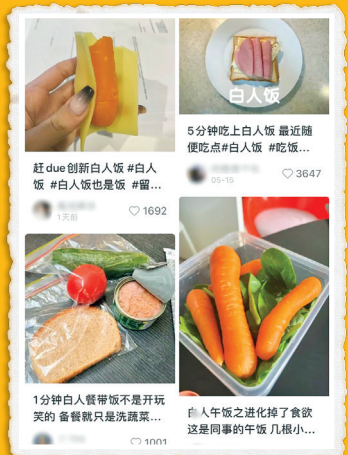 赶due创新白人饭 #白人
饭 #白人饭也是饭 #留...
1天前
1692
白人饭
5分钟吃上白人饭 最近随
便吃点#白人饭 #吃饭...
05-15
3647
1分钟白人餐带饭不是开玩
笑的 备餐就只是洗蔬菜...
1001
白人午饭之进化掉了食欲
这是同事的午饭 几根小...